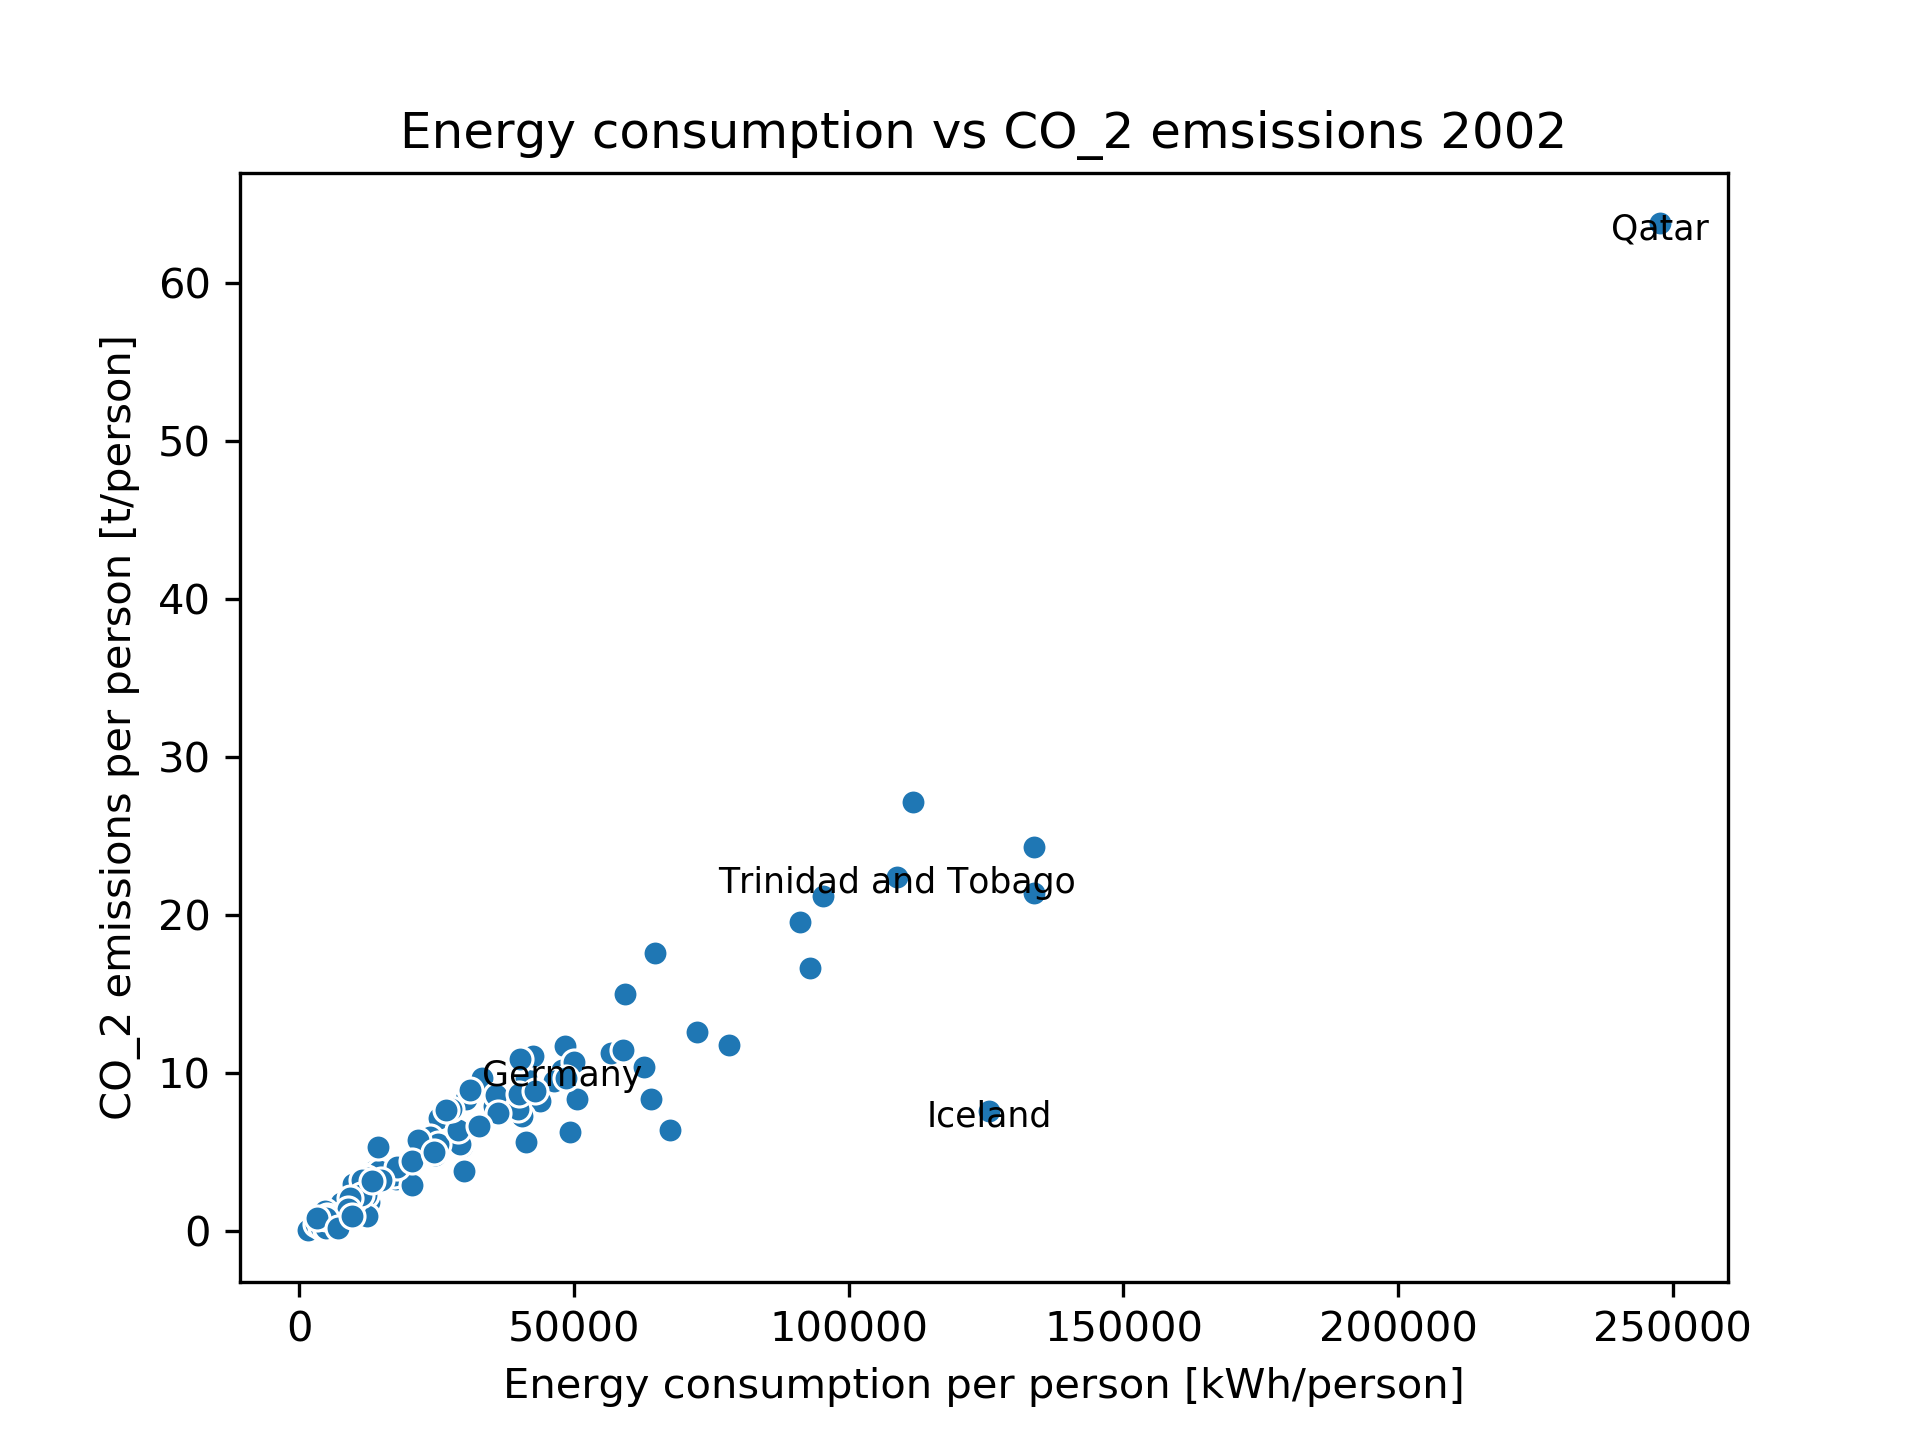 Energy consumption vs CO_2 emsissions 2002
Qatar
60
50
40
30
20
10
0
CO_2 emissions per person [t/person]
Trinidad and Tobago
Germany
Iceland
0 50000 100000 150000 200000 250000
Energy consumption per person [kWh/person]